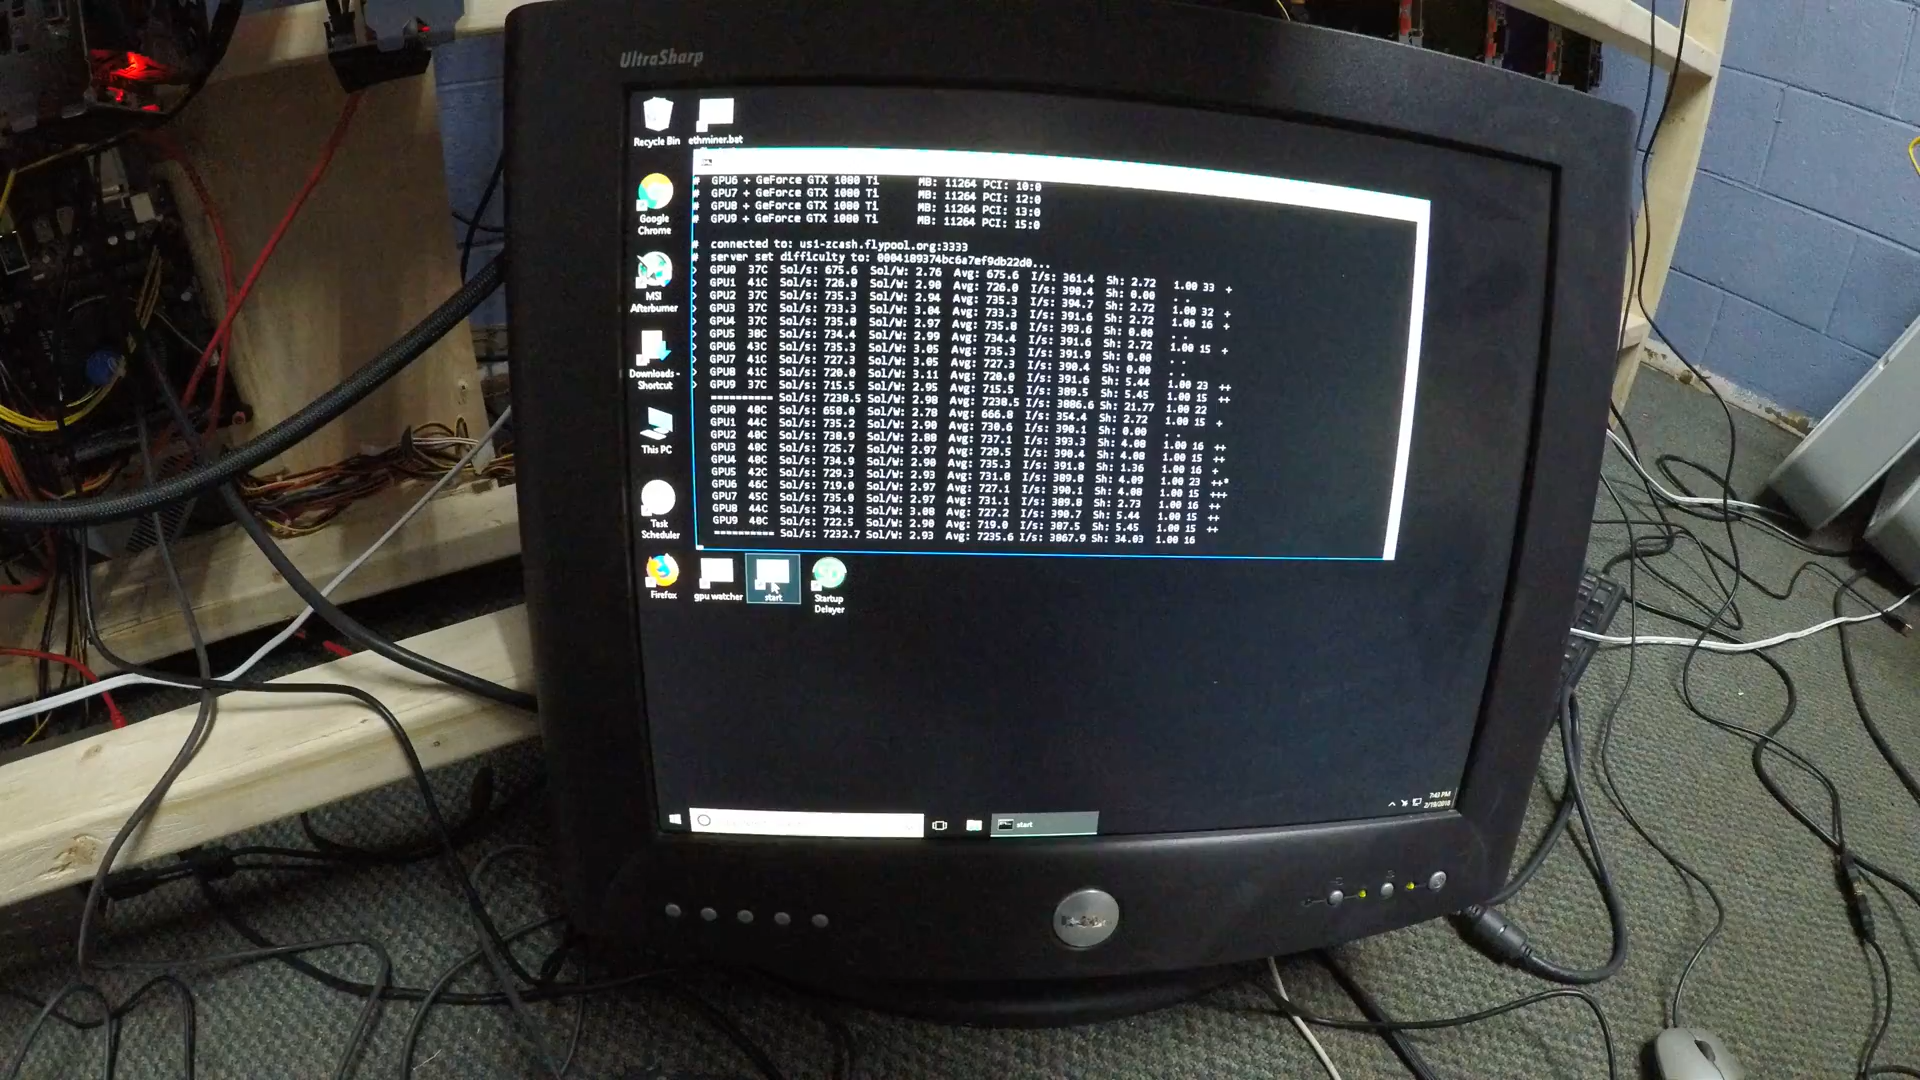 UltraSharp
Recycle Bin
ethminer.bat
Google Chrome
MSI Afterburner
Downloads - Shortcut
This PC
Task Scheduler
Firefox
gpu watcher
start
Startup Delayer
# GPU6 + GeForce GTX 1080 Ti MB: 11264 PCI: 10:0
# GPU7 + GeForce GTX 1080 Ti MB: 11264 PCI: 12:0
# GPU8 + GeForce GTX 1080 Ti MB: 11264 PCI: 13:0
# GPU9 + GeForce GTX 1080 Ti MB: 11264 PCI: 15:0
# connected to: us1-zcash.flypool.org:3333
# server set difficulty to: 0004189374bc6a7ef9db22d0...
> GPU0 37C Sol/s: 675.6 Sol/W: 2.76 Avg: 675.6 I/s: 361.4 Sh: 2.72 1.00 33 +
> GPU1 41C Sol/s: 726.0 Sol/W: 2.90 Avg: 726.0 I/s: 390.4 Sh: 0.00 . .
> GPU2 37C Sol/s: 735.3 Sol/W: 2.94 Avg: 735.3 I/s: 394.7 Sh: 2.72 1.00 32 +
> GPU3 37C Sol/s: 733.3 Sol/W: 3.04 Avg: 733.3 I/s: 391.6 Sh: 2.72 1.00 16 +
> GPU4 37C Sol/s: 735.8 Sol/W: 2.97 Avg: 735.8 I/s: 393.6 Sh: 0.00 . .
> GPU5 38C Sol/s: 734.4 Sol/W: 2.99 Avg: 734.4 I/s: 391.6 Sh: 2.72 1.00 15 +
> GPU6 43C Sol/s: 735.3 Sol/W: 3.05 Avg: 735.3 I/s: 391.9 Sh: 0.00 . .
> GPU7 41C Sol/s: 727.3 Sol/W: 3.05 Avg: 727.3 I/s: 390.4 Sh: 0.00 . .
> GPU8 41C Sol/s: 720.0 Sol/W: 3.11 Avg: 720.0 I/s: 391.6 Sh: 5.44 1.00 23 ++
> GPU9 37C Sol/s: 715.5 Sol/W: 2.95 Avg: 715.5 I/s: 389.5 Sh: 5.45 1.00 15 ++
---------- Sol/s: 7238.5 Sol/W: 2.98 Avg: 7238.5 I/s: 3886.6 Sh: 21.77 1.00 22
GPU0 40C Sol/s: 658.0 Sol/W: 2.78 Avg: 666.8 I/s: 354.4 Sh: 2.72 1.00 15 +
GPU1 44C Sol/s: 735.2 Sol/W: 2.90 Avg: 730.6 I/s: 390.1 Sh: 0.00 . .
GPU2 40C Sol/s: 738.9 Sol/W: 2.88 Avg: 737.1 I/s: 393.3 Sh: 4.08 1.00 16 ++
GPU3 40C Sol/s: 725.7 Sol/W: 2.97 Avg: 729.5 I/s: 390.4 Sh: 4.08 1.00 15 ++
GPU4 40C Sol/s: 734.9 Sol/W: 2.90 Avg: 735.3 I/s: 391.8 Sh: 1.36 1.00 16 +
GPU5 42C Sol/s: 729.3 Sol/W: 2.93 Avg: 731.8 I/s: 389.8 Sh: 4.09 1.00 23 ++*
GPU6 46C Sol/s: 719.0 Sol/W: 2.97 Avg: 727.1 I/s: 390.1 Sh: 4.08 1.00 15 +++
GPU7 45C Sol/s: 735.0 Sol/W: 2.97 Avg: 731.1 I/s: 389.8 Sh: 2.73 1.00 16 ++
GPU8 44C Sol/s: 734.3 Sol/W: 3.08 Avg: 727.2 I/s: 390.7 Sh: 5.44 1.00 15 ++
GPU9 40C Sol/s: 722.5 Sol/W: 2.90 Avg: 719.0 I/s: 387.5 Sh: 5.45 1.00 15 ++
---------- Sol/s: 7232.7 Sol/W: 2.93 Avg: 7235.6 I/s: 3867.9 Sh: 34.03 1.00 16
start
7:43 PM
2/19/2018
DELL